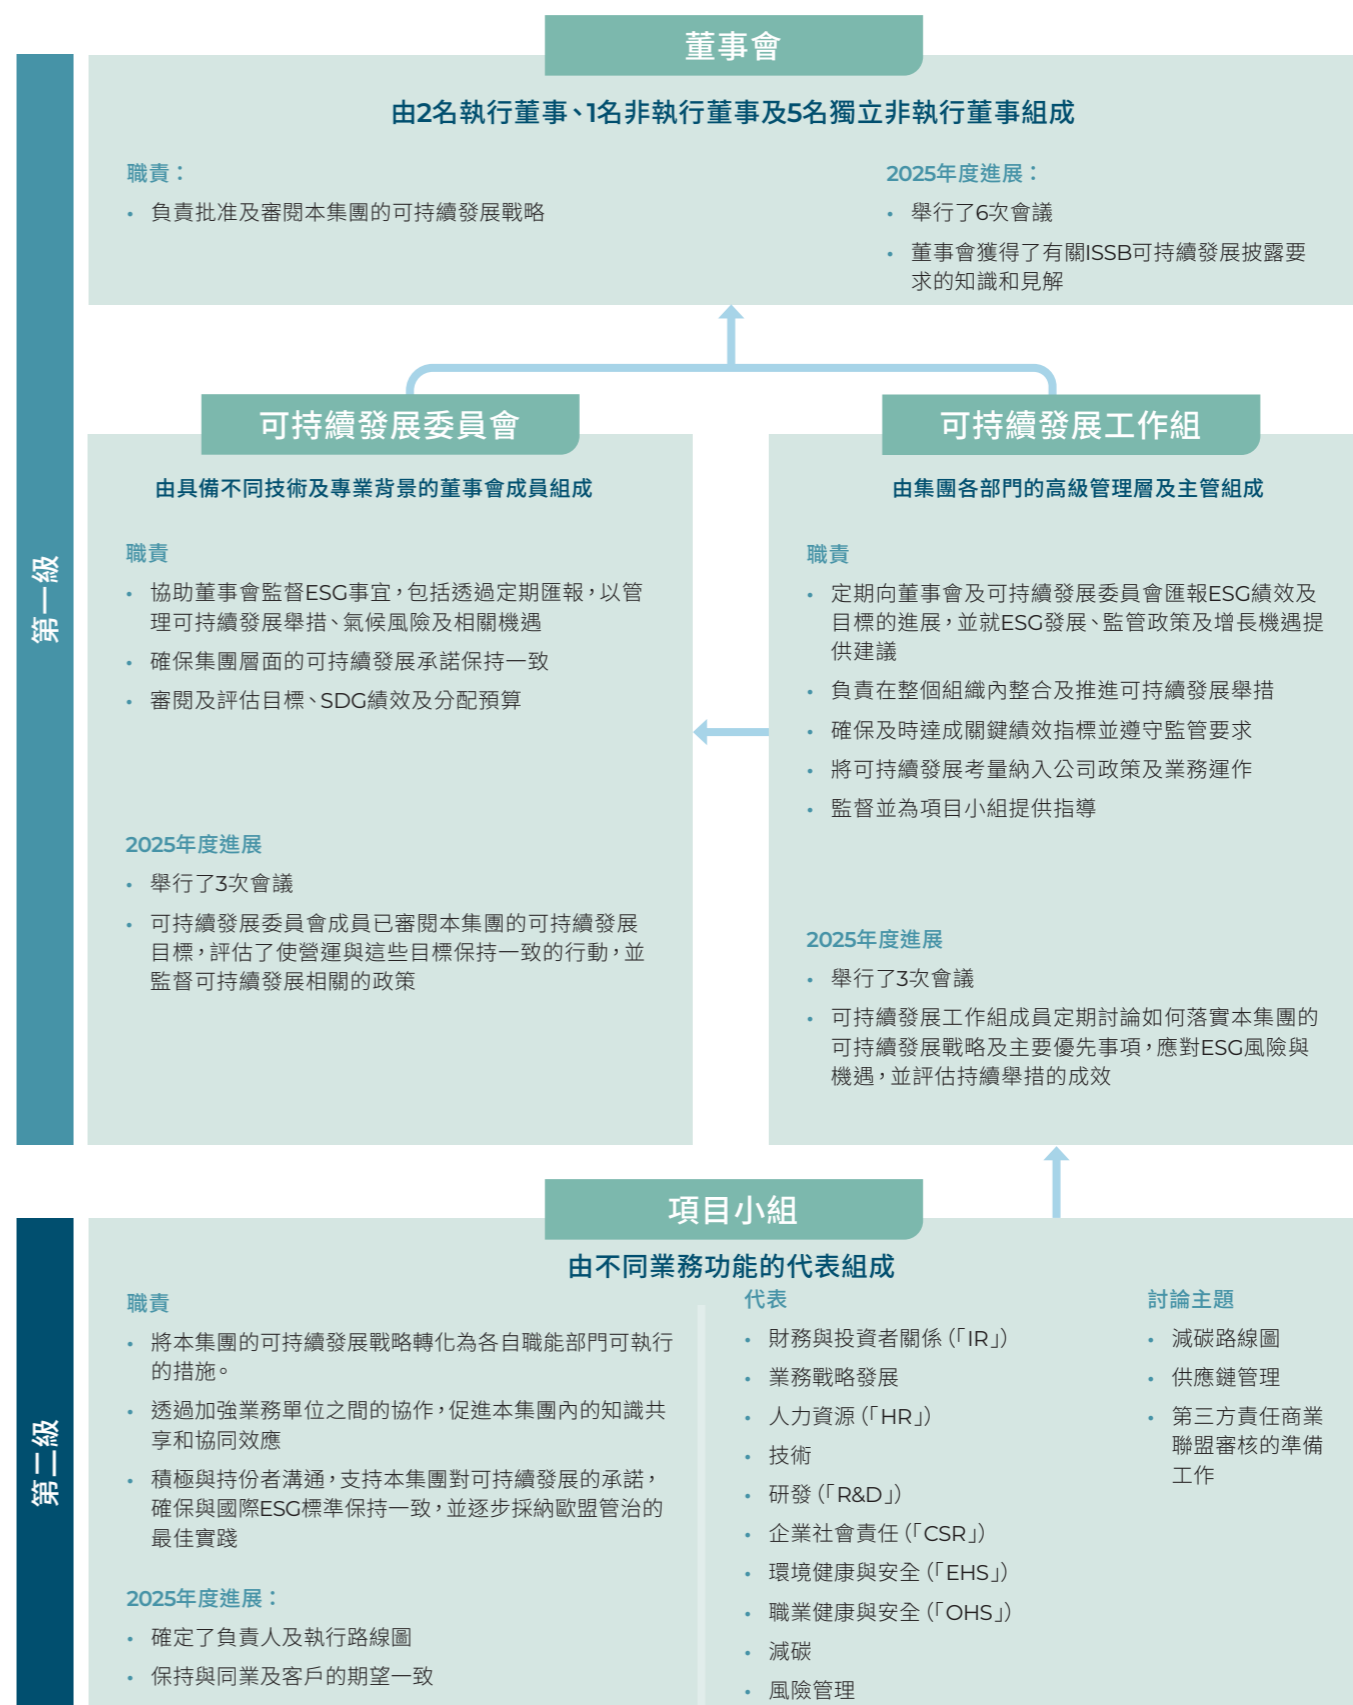 董事會
由2名執行董事、1名非執行董事及5名獨立非執行董事組成
職責：
• 負責批准及審閱本集團的可持續發展戰略
2025年度進展：
• 舉行了6次會議
• 董事會獲得了有關ISSB可持續發展披露要
求的知識和見解
第一級
可持續發展委員會
由具備不同技術及專業背景的董事會成員組成
職責
• 協助董事會監督ESG事宜，包括透過定期匯報，以管
理可持續發展舉措、氣候風險及相關機遇
• 確保集團層面的可持續發展承諾保持一致
• 審閱及評估目標、SDG績效及分配預算
2025年度進展
• 舉行了3次會議
• 可持續發展委員會成員已審閱本集團的可持續發展
目標，評估了使營運與這些目標保持一致的行動，並
監督可持續發展相關的政策
可持續發展工作組
由集團各部門的高級管理層及主管組成
職責
• 定期向董事會及可持續發展委員會匯報ESG績效及
目標的進展，並就ESG發展、監管政策及增長機遇提
供建議
• 負責在整個組織內整合及推進可持續發展舉措
• 確保及時達成關鍵績效指標並遵守監管要求
• 將可持續發展考量納入公司政策及業務運作
• 監督並為項目小組提供指導
2025年度進展
• 舉行了3次會議
• 可持續發展工作組成員定期討論如何落實本集團的
可持續發展戰略及主要優先事項，應對ESG風險與
機遇，並評估持續舉措的成效
第二級
項目小組
由不同業務功能的代表組成
職責
• 將本集團的可持續發展戰略轉化為各自職能部門可執行
的措施。
• 透過加強業務單位之間的協作，促進本集團內的知識共
享和協同效應
• 積極與持份者溝通，支持本集團對可持續發展的承諾，
確保與國際ESG標準保持一致，並逐步採納歐盟管治的
最佳實踐
2025年度進展：
• 確定了負責人及執行路線圖
• 保持與同業及客戶的期望一致
代表
• 財務與投資者關係（「IR」）
• 業務戰略發展
• 人力資源（「HR」）
• 技術
• 研發（「R&D」）
• 企業社會責任（「CSR」）
• 環境健康與安全（「EHS」）
• 職業健康與安全（「OHS」）
• 減碳
• 風險管理
討論主題
• 減碳路線圖
• 供應鏈管理
• 第三方責任商業
聯盟審核的準備
工作